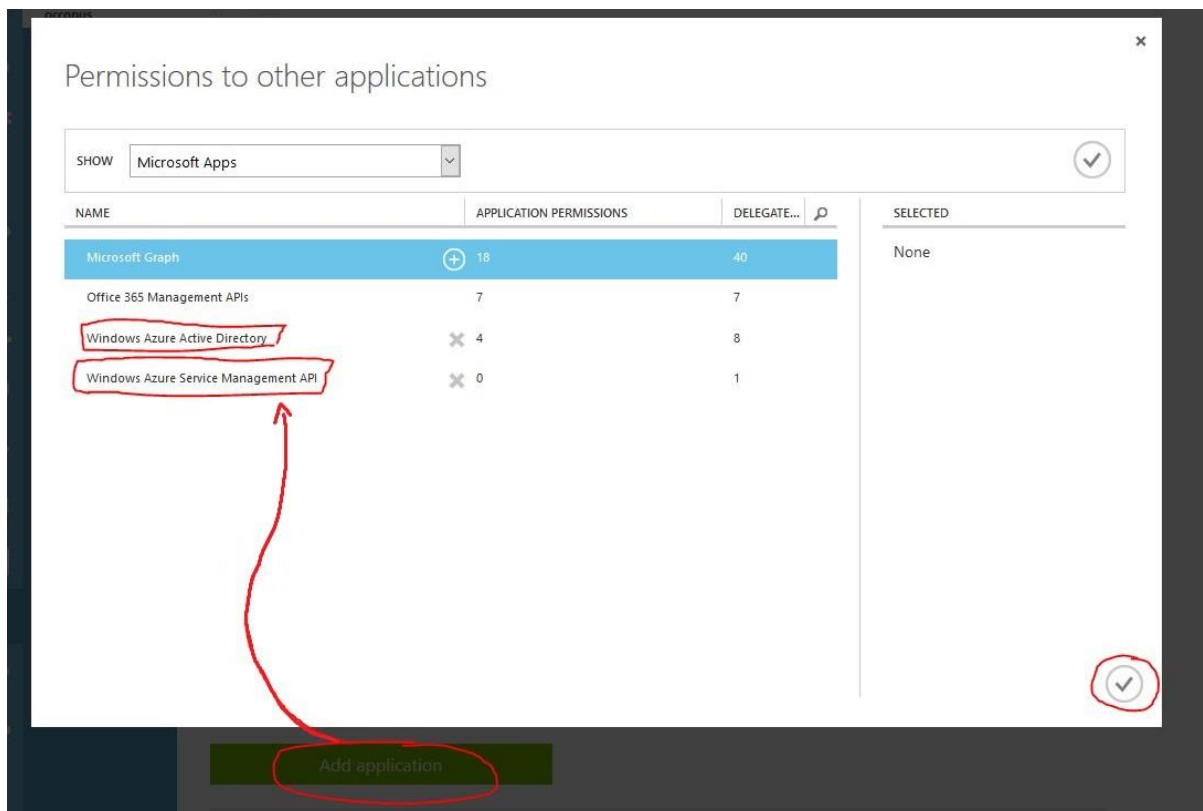 Permissions to other applications
SHOW Microsoft Apps
NAME APPLICATION PERMISSIONS DELEGATE... SELECTED
Microsoft Graph 18 40 None
Office 365 Management APIs 7 7
Windows Azure Active Directory 4 8
Windows Azure Service Management API 0 1
Add application